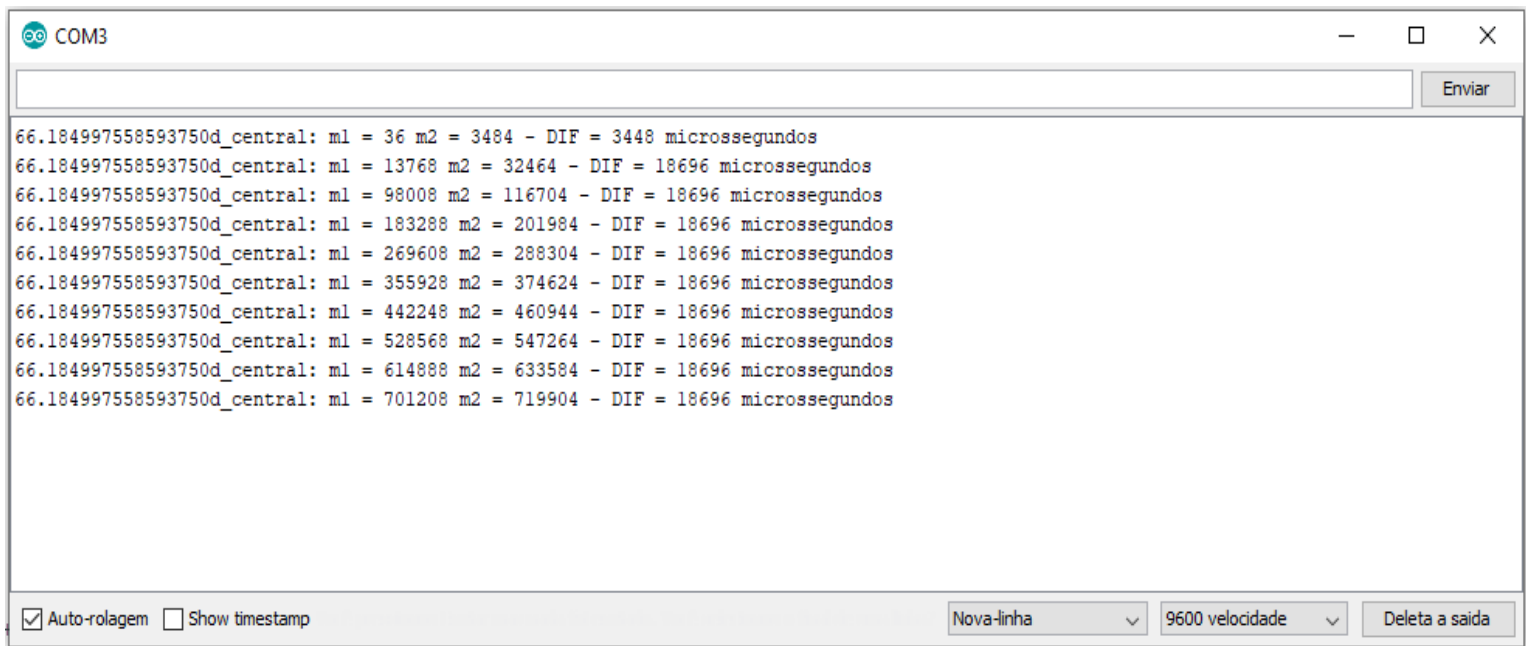 COM3
Enviar
66.184997558593750d_central: m1 = 36 m2 = 3484 - DIF = 3448 microssegundos
66.184997558593750d_central: m1 = 13768 m2 = 32464 - DIF = 18696 microssegundos
66.184997558593750d_central: m1 = 98008 m2 = 116704 - DIF = 18696 microssegundos
66.184997558593750d_central: m1 = 183288 m2 = 201984 - DIF = 18696 microssegundos
66.184997558593750d_central: m1 = 269608 m2 = 288304 - DIF = 18696 microssegundos
66.184997558593750d_central: m1 = 355928 m2 = 374624 - DIF = 18696 microssegundos
66.184997558593750d_central: m1 = 442248 m2 = 460944 - DIF = 18696 microssegundos
66.184997558593750d_central: m1 = 528568 m2 = 547264 - DIF = 18696 microssegundos
66.184997558593750d_central: m1 = 614888 m2 = 633584 - DIF = 18696 microssegundos
66.184997558593750d_central: m1 = 701208 m2 = 719904 - DIF = 18696 microssegundos
Auto-rolagem Show timestamp Nova-linha 9600 velocidade Deleta a saida